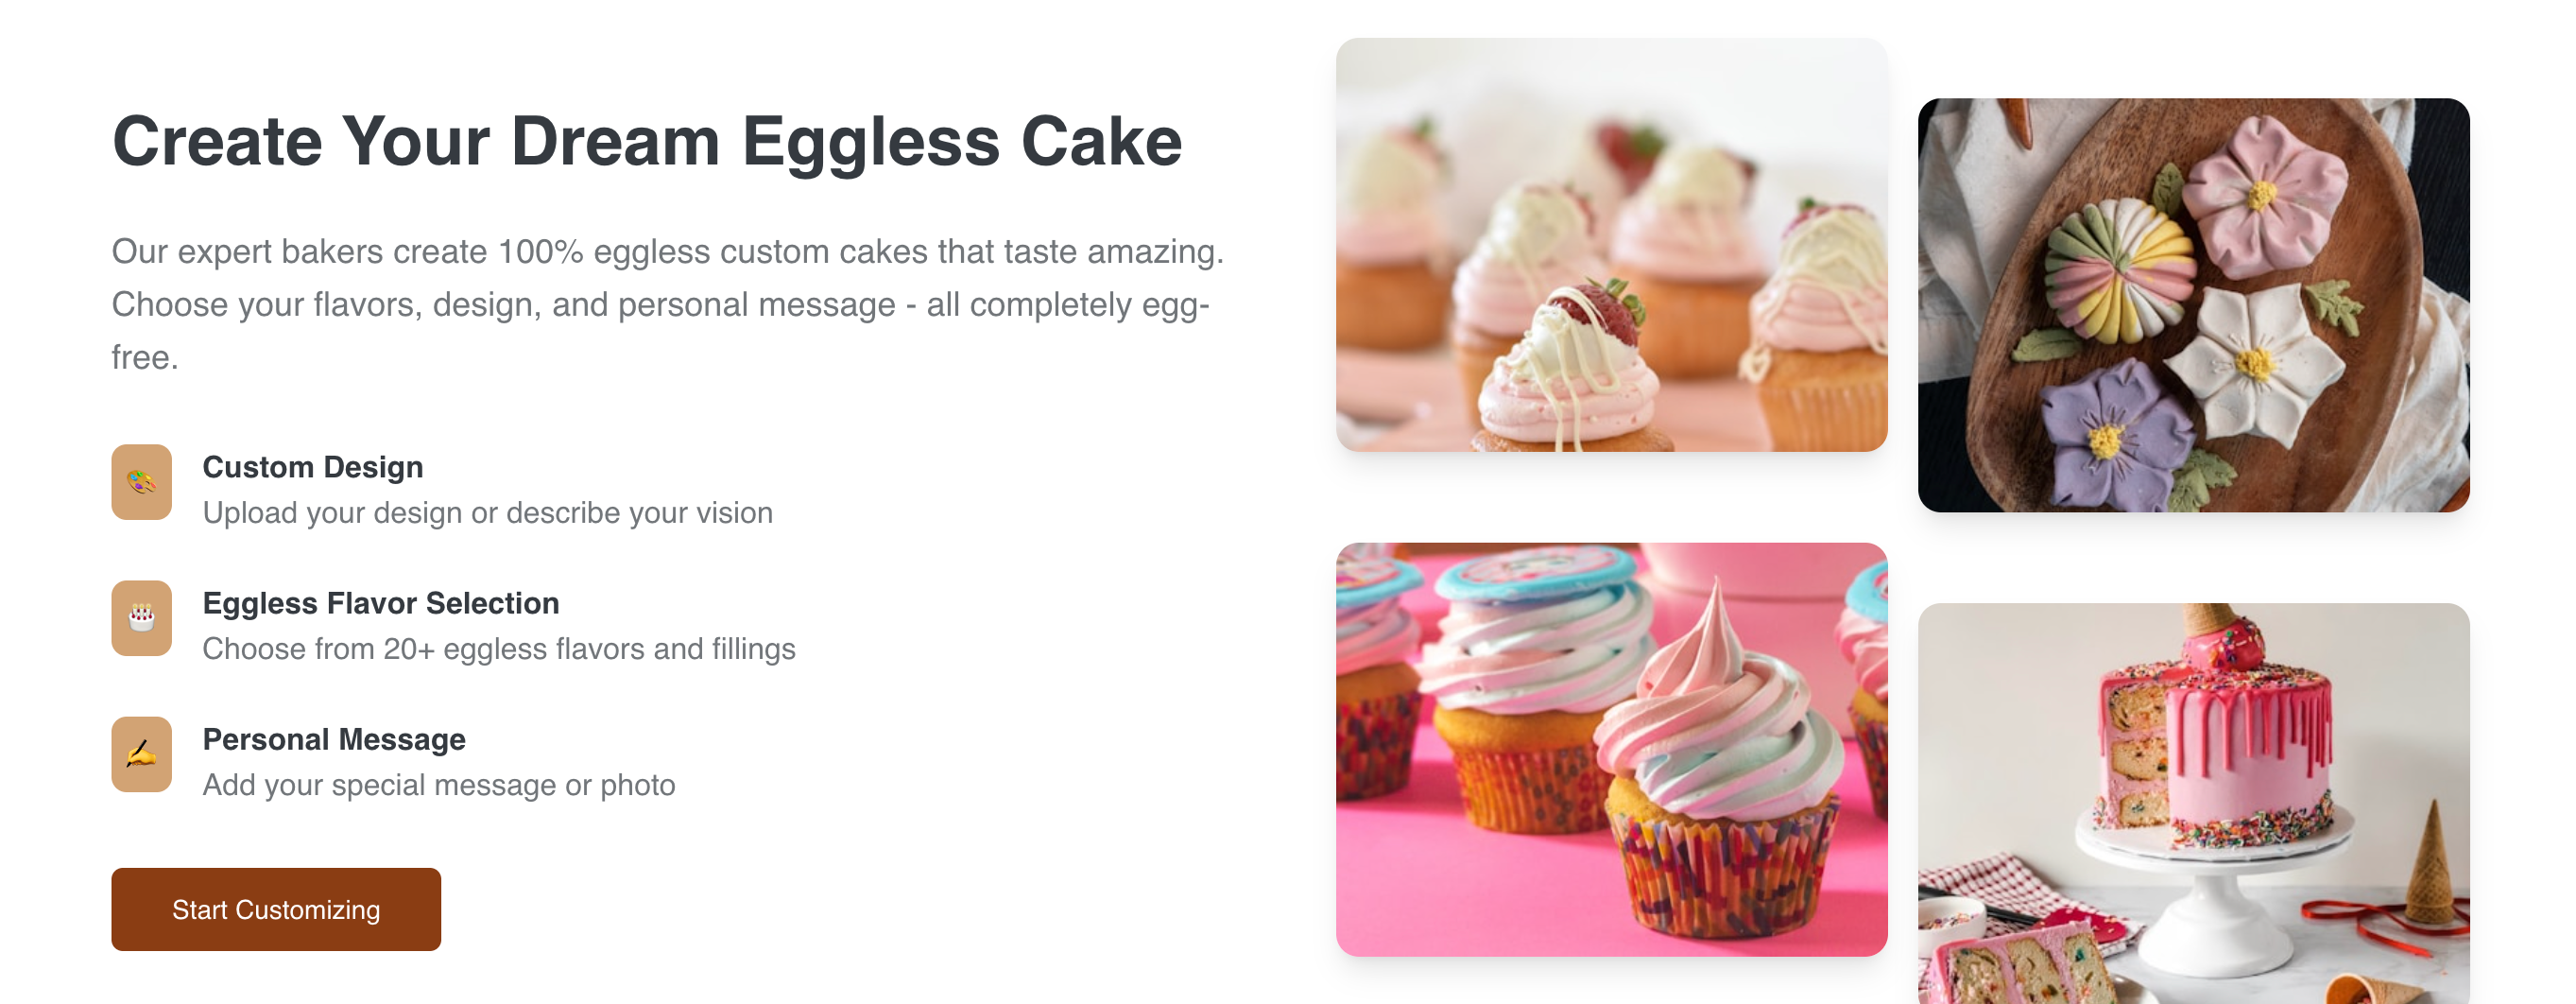 Create Your Dream Eggless Cake
Our expert bakers create 100% eggless custom cakes that taste amazing.
Choose your flavors, design, and personal message - all completely egg-
free.
Custom Design
Upload your design or describe your vision
Eggless Flavor Selection
Choose from 20+ eggless flavors and fillings
Personal Message
Add your special message or photo
Start Customizing